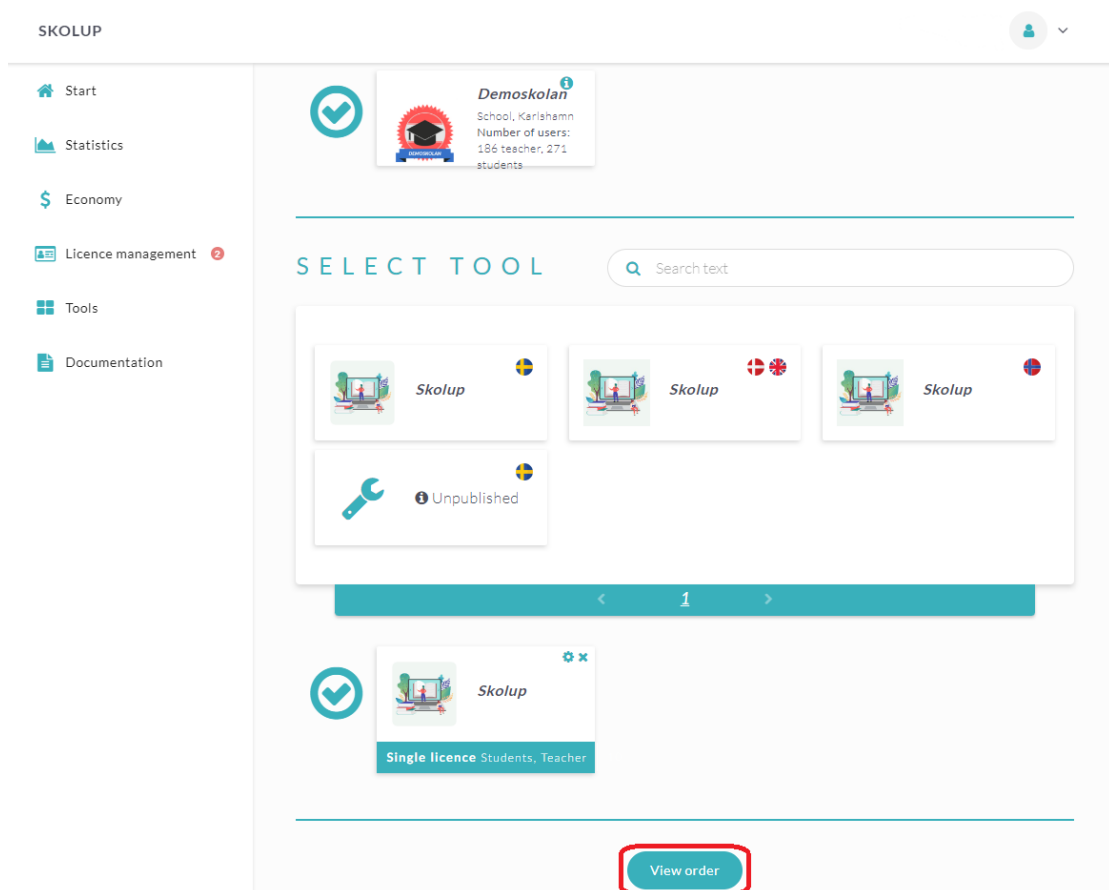 SKOLUP
Start
Statistics
Economy
Licence management 2
Tools
Documentation
Demoskolan
School, Karlshamn
Number of users:
186 teacher, 271
students
DEMOSKOLAN
SELECT TOOL
Search text
Skolup
Skolup
Skolup
Unpublished
< 1 >
Skolup
Single licence Students, Teacher
View order